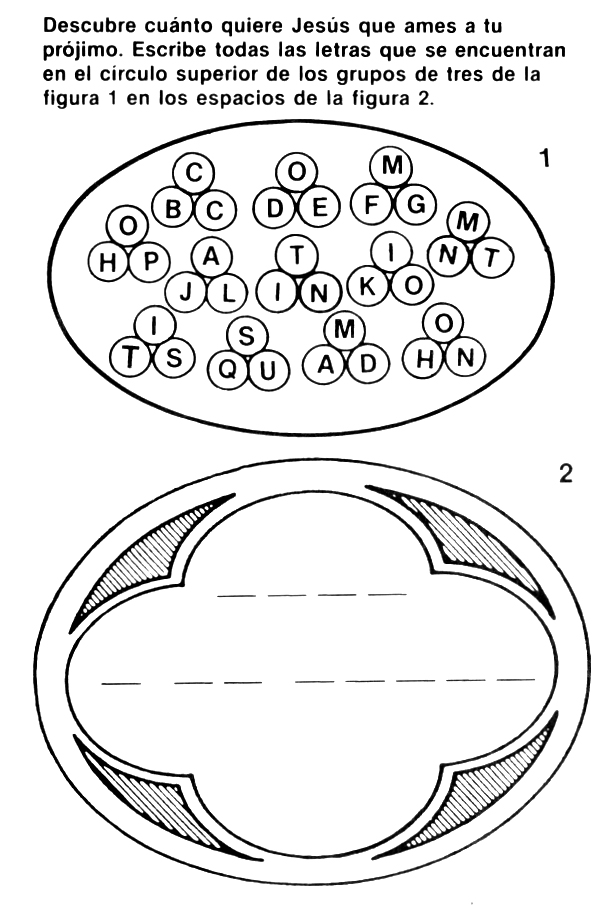 Descubre cuánto quiere Jesús que ames a tu
prójimo. Escribe todas las letras que se encuentran
en el círculo superior de los grupos de tres de la
figura 1 en los espacios de la figura 2.
1
C O M
B C D E F G
O A T I M
H P J L I N K O N T
I S M O
T S Q U A D H N
2